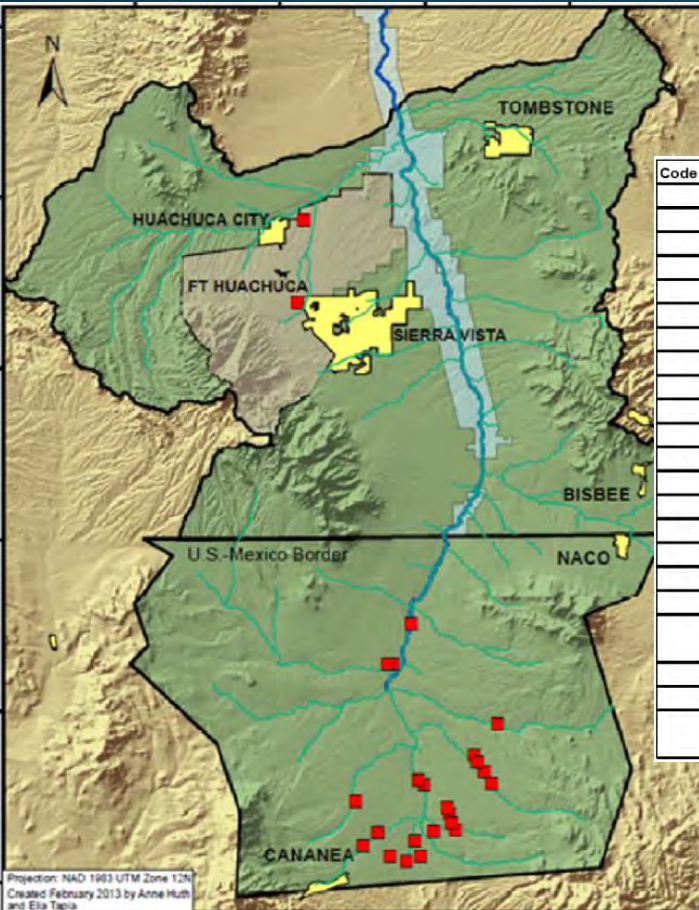 N
TOMBSTONE
Code
HUACHUCA CITY
FT HUACHUCA
SIERRA VISTA
BISBEE
U.S.-Mexico Border
NACO
CANANEA
Projection: NAD 1983 UTM Zone 12N
Created February 2013 by Anne Huth
and Elia Tapia